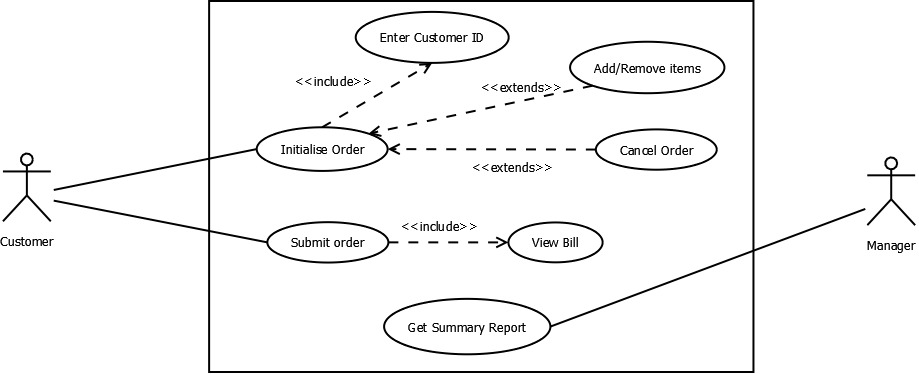 Enter Customer ID
Add/Remove items
<<include>>
<<extends>>
Initialise Order
Cancel Order
<<extends>>
Customer
Submit order
<<include>>
View Bill
Manager
Get Summary Report